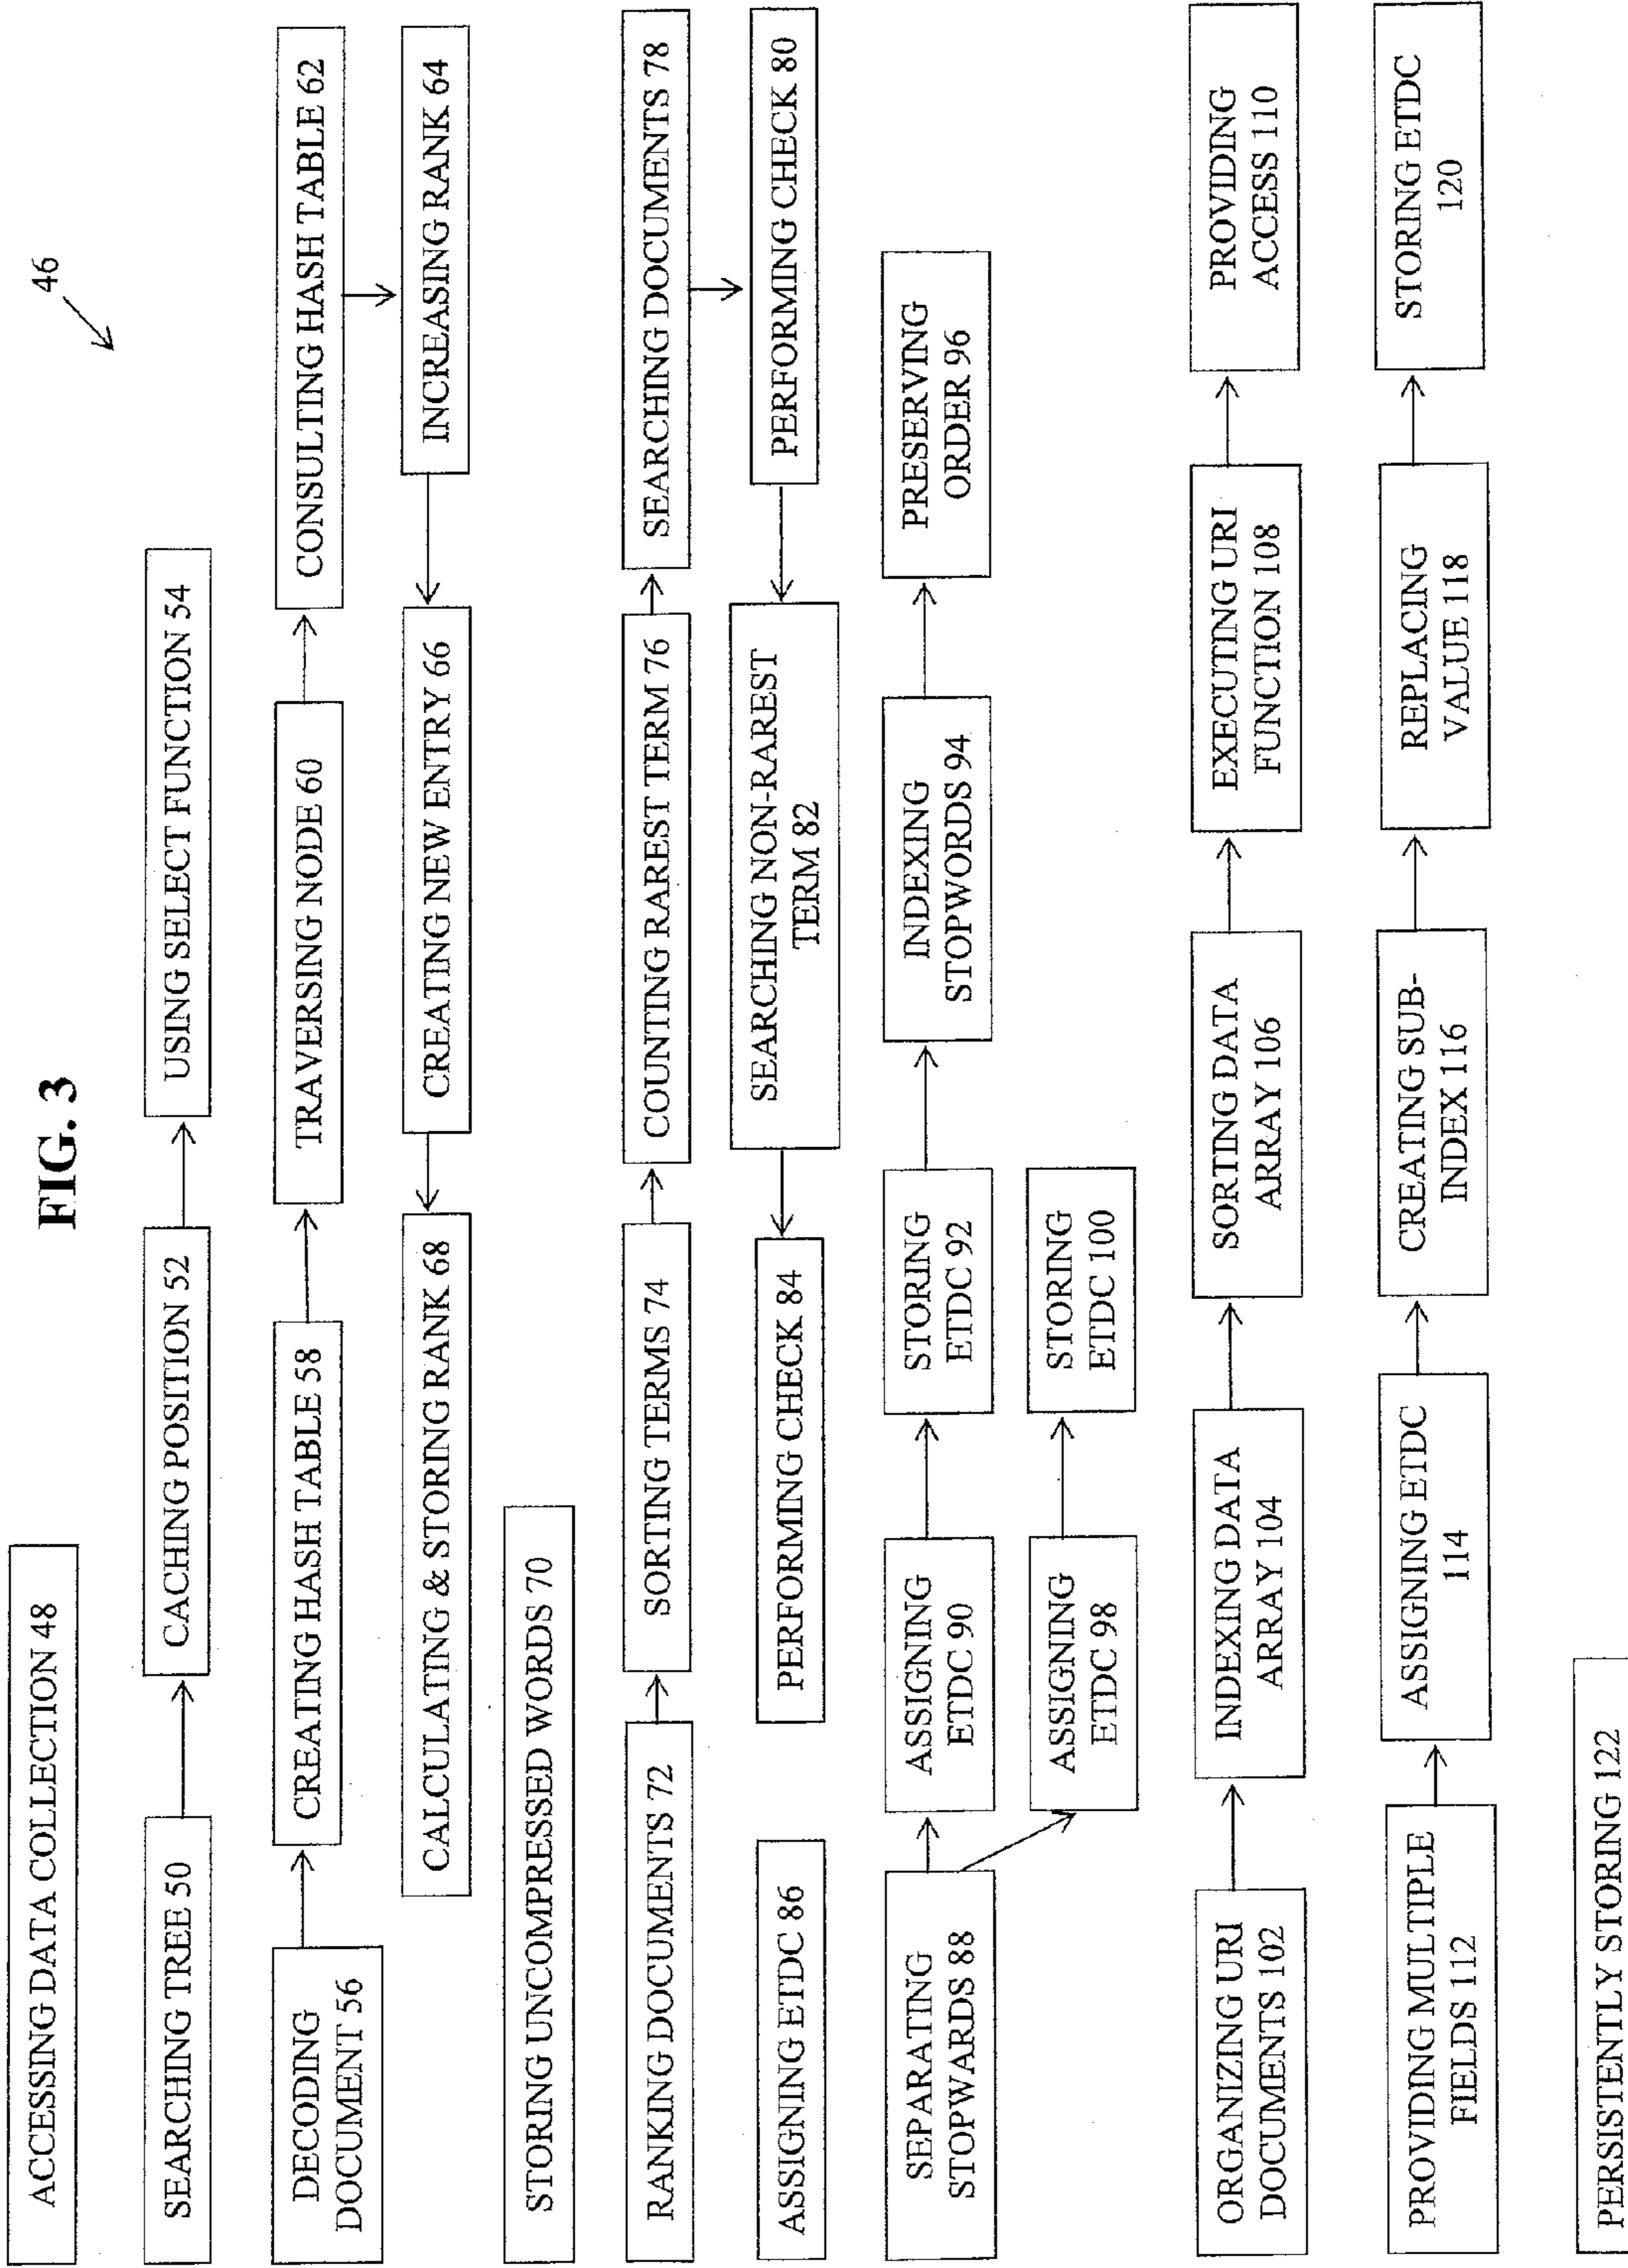 FIG. 3
46
ACCESSING DATA COLLECTION 48
SEARCHING TREE 50
CACHING POSITION 52
USING SELECT FUNCTION 54
DECODING
DOCUMENT 56
CREATING HASH TABLE 58
TRAVERSING NODE 60
CONSULTING HASH TABLE 62
INCREASING RANK 64
CREATING NEW ENTRY 66
CALCULATING & STORING RANK 68
STORING UNCOMPRESSED WORDS 70
RANKING DOCUMENTS 72
SORTING TERMS 74
COUNTING RAREST TERM 76
SEARCHING DOCUMENTS 78
PERFORMING CHECK 80
SEARCHING NON-RAREST
TERM 82
PERFORMING CHECK 84
ASSIGNING ETDC 86
SEPARATING
STOPWARDS 88
ASSIGNING
ETDC 90
STORING
ETDC 92
INDEXING
STOPWORDS 94
PRESERVING
ORDER 96
ASSIGNING
ETDC 98
STORING
ETDC 100
ORGANIZING URI
DOCUMENTS 102
INDEXING DATA
ARRAY 104
SORTING DATA
ARRAY 106
EXECUTING URI
FUNCTION 108
PROVIDING
ACCESS 110
PROVIDING MULTIPLE
FIELDS 112
ASSIGNING ETDC
114
CREATING SUB-
INDEX 116
REPLACING
VALUE 118
STORING ETDC
120
PERSISTENTLY STORING 122